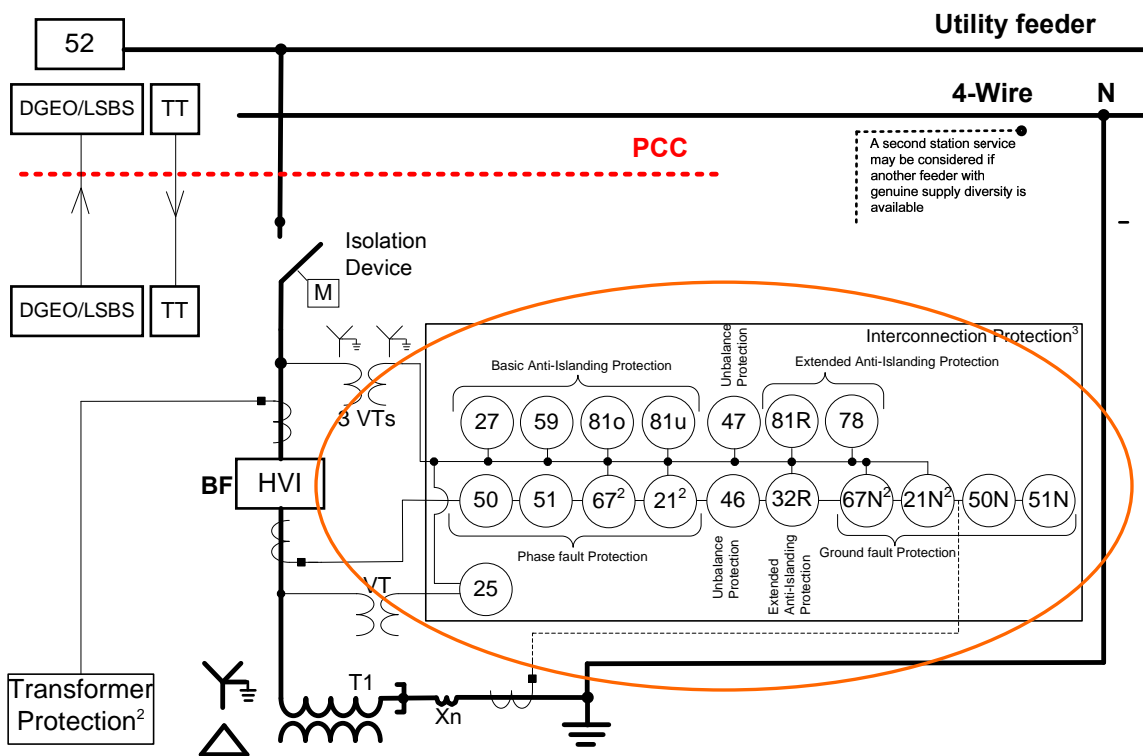 52
Utility feeder
DGEO/LSBS
TT
4-Wire
N
PCC
A second station service
may be considered if
another feeder with
genuine supply diversity is
available
Isolation
Device
M
DGEO/LSBS
TT
Interconnection Protection³
Basic Anti-Islanding Protection
Unbalance
Protection
Extended Anti-Islanding Protection
3 VTs
27
59
81o
81u
47
81R
78
BF
HVI
50
51
67²
21²
46
32R
67N²
21N²
50N
51N
Phase fault Protection
Unbalance
Protection
Extended
Anti-Islanding
Protection
Ground fault Protection
VT
25
Transformer
Protection²
T1
Xn